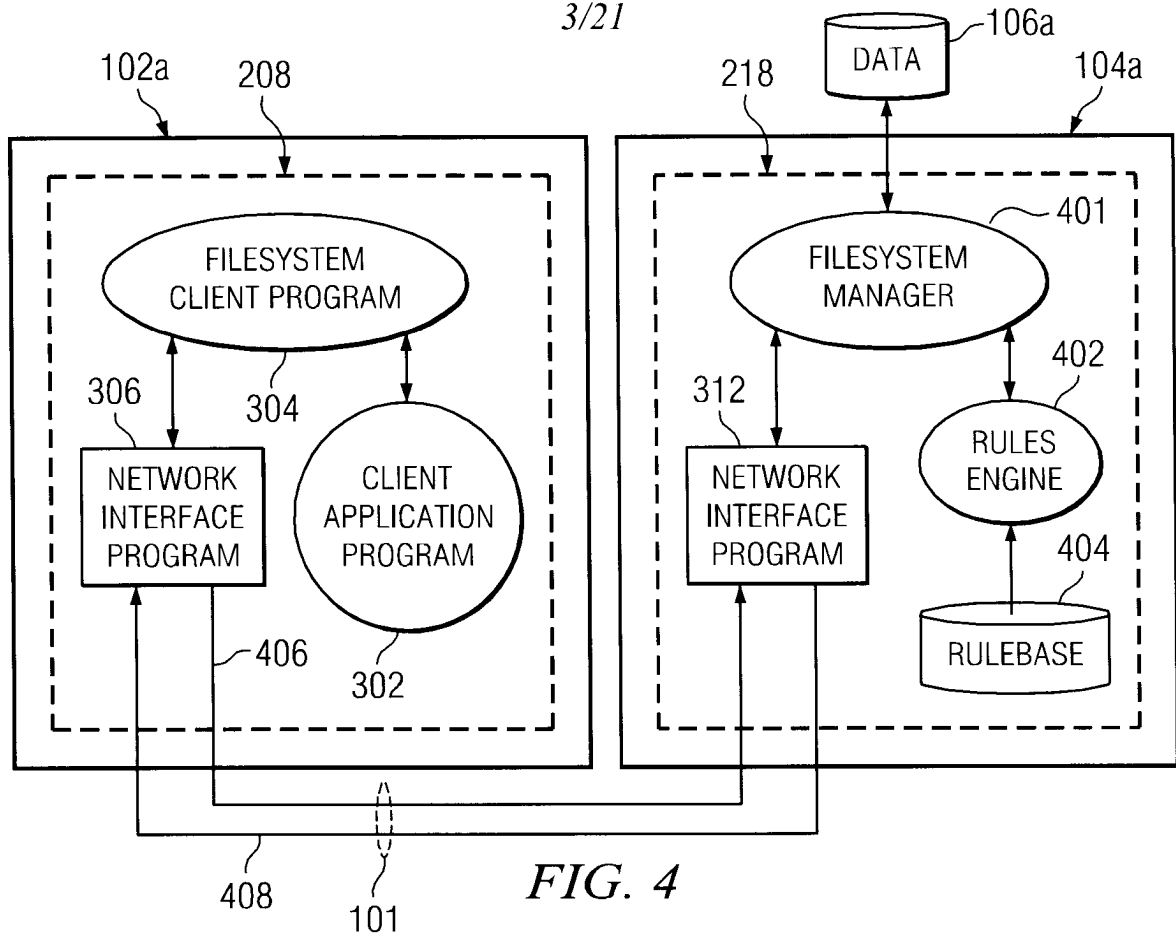 3/21
106a
DATA
102a
208
218
104a
401
FILESYSTEM
CLIENT PROGRAM
FILESYSTEM
MANAGER
306
304
312
402
NETWORK
INTERFACE
PROGRAM
CLIENT
APPLICATION
PROGRAM
NETWORK
INTERFACE
PROGRAM
RULES
ENGINE
404
RULEBASE
406
302
408
101
FIG. 4